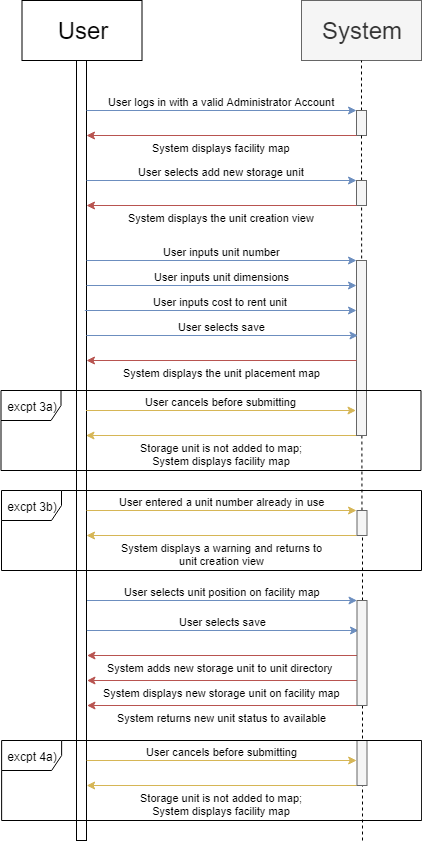 User
System
User logs in with a valid Administrator Account
System displays facility map
User selects add new storage unit
System displays the unit creation view
User inputs unit number
User inputs unit dimensions
User inputs cost to rent unit
User selects save
System displays the unit placement map
excpt 3a)
User cancels before submitting
Storage unit is not added to map;
System displays facility map
excpt 3b)
User entered a unit number already in use
System displays a warning and returns to
unit creation view
User selects unit position on facility map
User selects save
System adds new storage unit to unit directory
System displays new storage unit on facility map
System returns new unit status to available
excpt 4a)
User cancels before submitting
Storage unit is not added to map;
System displays facility map